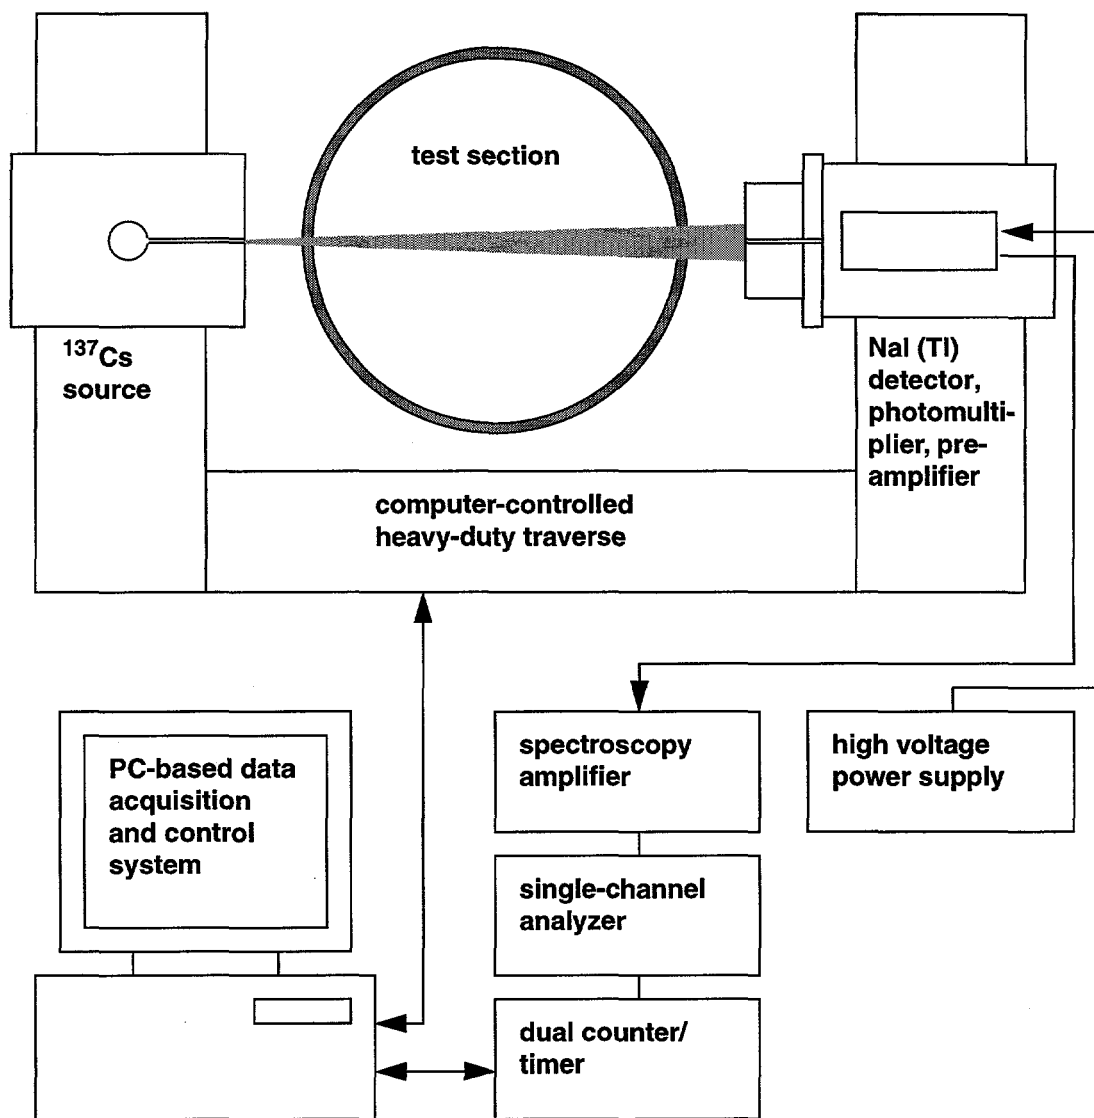 test section
¹³⁷Cs
source
NaI (Tl)
detector,
photomulti-
plier, pre-
amplifier
computer-controlled
heavy-duty traverse
PC-based data
acquisition
and control
system
spectroscopy
amplifier
high voltage
power supply
single-channel
analyzer
dual counter/
timer